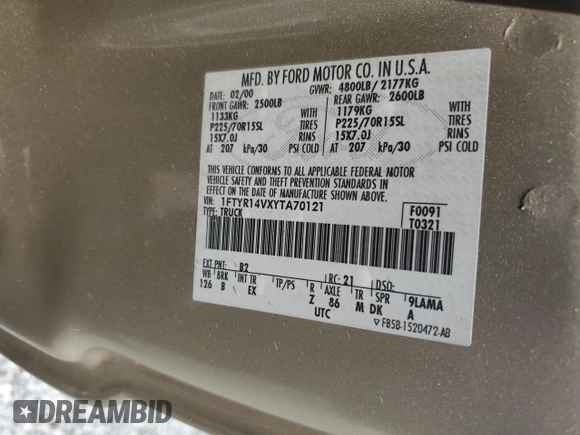 MFD. BY FORD MOTOR CO. IN U.S.A.
DATE: 02/00 GVWR: 4800LB/ 2177KG
FRONT GAWR: 2500LB REAR GAWR: 2600LB
1133KG WITH 1179KG WITH
P225/70R15SL TIRES P225/70R15SL TIRES
15X7.0J RIMS 15X7.0J RIMS
AT 207 kPa/30 PSI COLD AT 207 kPa/30 PSI COLD
THIS VEHICLE CONFORMS TO ALL APPLICABLE FEDERAL MOTOR
VEHICLE SAFETY AND THEFT PREVENTION STANDARDS IN
EFFECT ON THE DATE OF MANUFACTURE SHOWN ABOVE.
VIN: 1FTYR14VXYTA70121 F0091
TYPE: TRUCK T0321
EXT PNT: B2 RC: 21 DSO:
WB BRK INT TR TP/PS R AXLE TR SPR 9LAMA
126 B EX Z 86 M DK A
UTC ▽ F85B-1520472-AB
DREAMBID